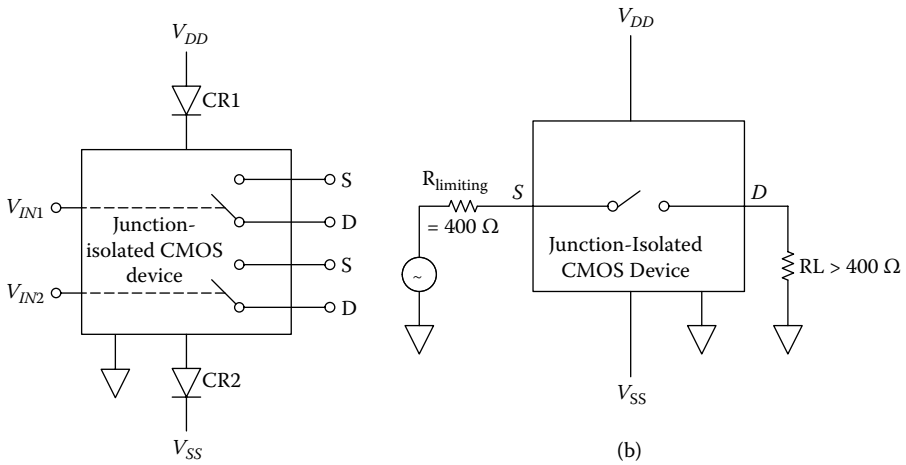 V_DD
CR1
S
V_IN1
D
Junction-
isolated CMOS
device
S
V_IN2
D
CR2
V_SS
V_DD
R_limiting
= 400 Ω
S
D
Junction-Isolated
CMOS Device
~
RL > 400 Ω
V_SS
(b)